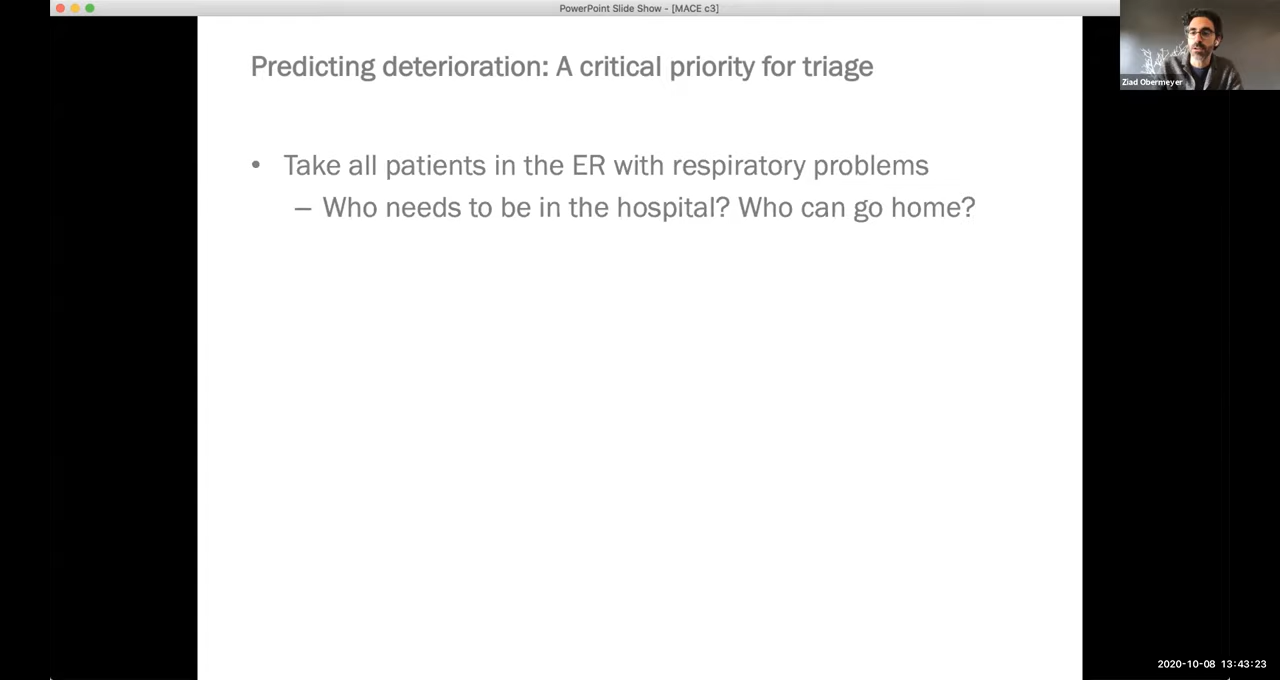 PowerPoint Slide Show - [MACE c3]
Predicting deterioration: A critical priority for triage
• Take all patients in the ER with respiratory problems
– Who needs to be in the hospital? Who can go home?
Ziad Obermeyer
2020-10-08 13:43:23